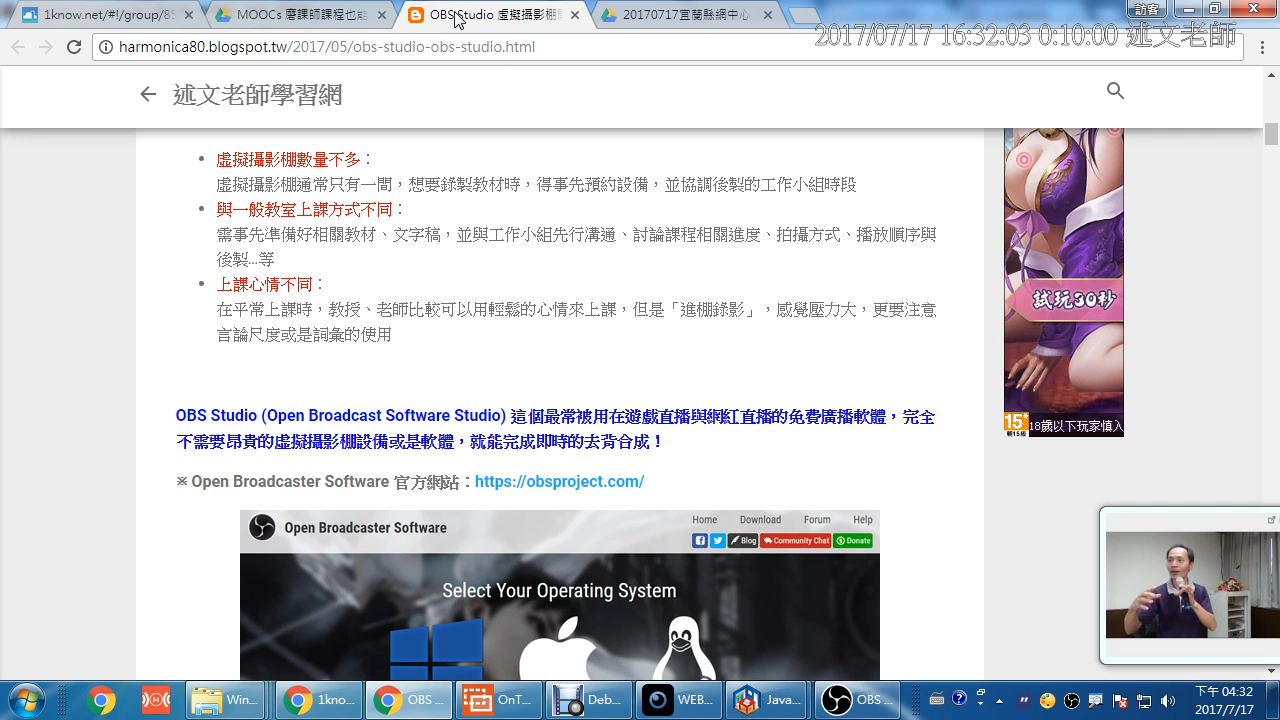 1know.net/#!/group/85
MOOCs 磨課師課程也能
OBS Studio 虛擬攝影棚
20170717宜蘭縣網中心
訪客
harmonica80.blogspot.tw/2017/05/obs-studio-obs-studio.html
2017/07/17 16:32:03 0:10:00 述文老師
述文老師學習網
虛擬攝影棚數量不多：
虛擬攝影棚通常只有一間，想要錄製教材時，得事先預約設備，並協調後製的工作小組時段
與一般教室上課方式不同：
需事先準備好相關教材、文字稿，並與工作小組先行溝通、討論課程相關進度、拍攝方式、播放順序與
後製...等
上課心情不同：
在平常上課時，教授、老師比較可以用輕鬆的心情來上課，但是「進棚錄影」，感覺壓力大，更要注意
言論尺度或是詞彙的使用
試玩30秒
15+
輔15級
18歲以下玩家慎入
OBS Studio (Open Broadcast Software Studio) 這個最常被用在遊戲直播與網紅直播的免費廣播軟體，完全
不需要昂貴的虛擬攝影棚設備或是軟體，就能完成即時的去背合成！
※ Open Broadcaster Software 官方網站：https://obsproject.com/
Open Broadcaster Software
Home Download Forum Help
Blog Community Chat Donate
Select Your Operating System
Win...
1kno...
OBS ...
OnT...
Deb...
WEB...
Java...
OBS ...
下午 04:32
2017/7/17